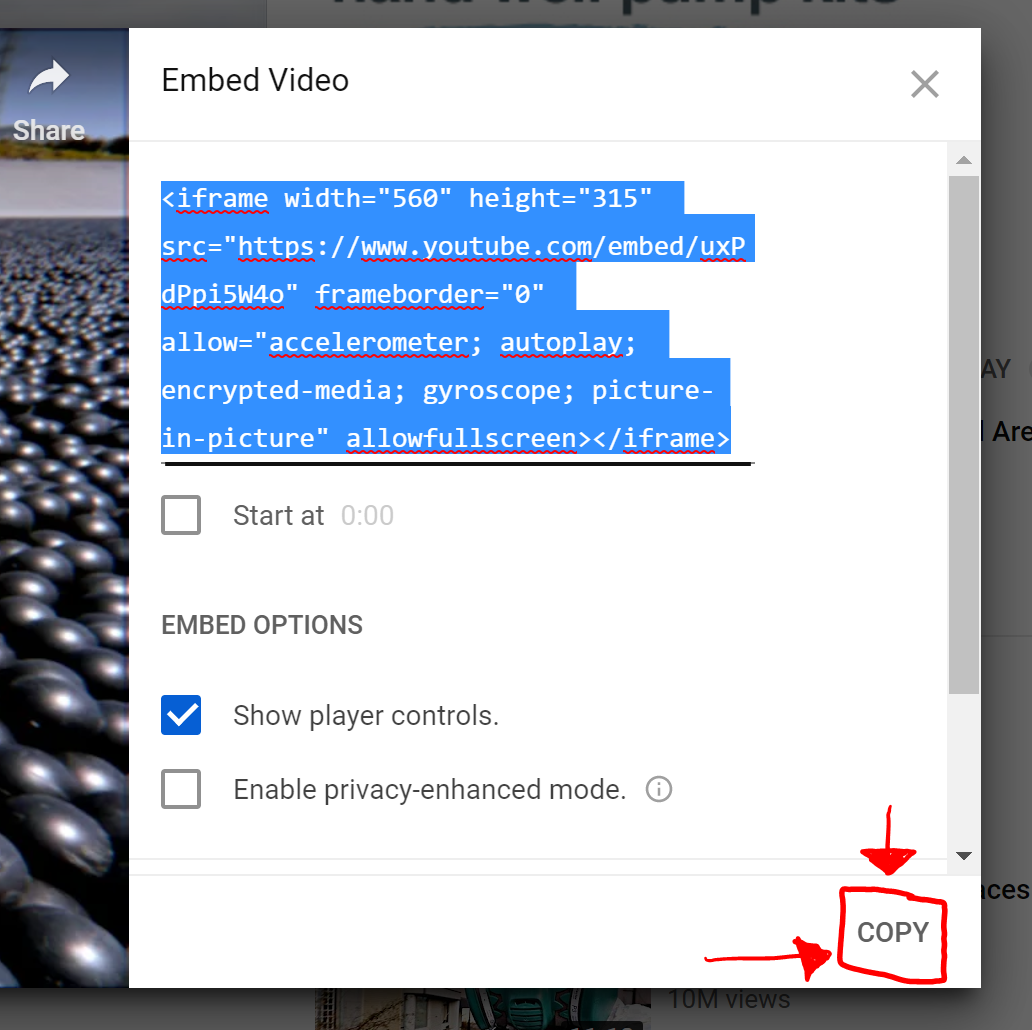 Share
Embed Video
<iframe width="560" height="315"
src="https://www.youtube.com/embed/uxP
dPpi5W4o" frameborder="0"
allow="accelerometer; autoplay;
encrypted-media; gyroscope; picture-
in-picture" allowfullscreen></iframe>
Start at 0:00
EMBED OPTIONS
Show player controls.
Enable privacy-enhanced mode.
COPY
AY
Are
aces
10M views